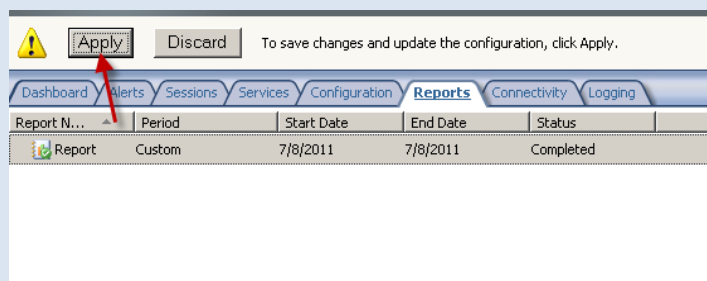 Apply Discard To save changes and update the configuration, click Apply.
Dashboard Alerts Sessions Services Configuration Reports Connectivity Logging
Report N... Period Start Date End Date Status
Report Custom 7/8/2011 7/8/2011 Completed